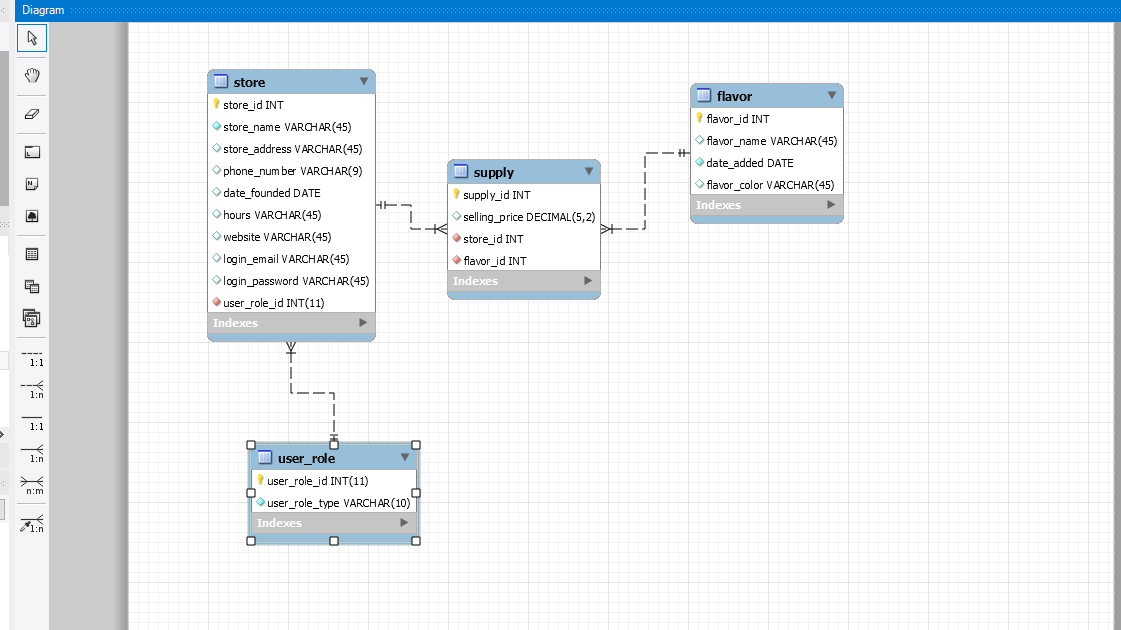 Diagram
store
store_id INT
store_name VARCHAR(45)
store_address VARCHAR(45)
phone_number VARCHAR(9)
date_founded DATE
hours VARCHAR(45)
website VARCHAR(45)
login_email VARCHAR(45)
login_password VARCHAR(45)
user_role_id INT(11)
Indexes
supply
supply_id INT
selling_price DECIMAL(5,2)
store_id INT
flavor_id INT
Indexes
flavor
flavor_id INT
flavor_name VARCHAR(45)
date_added DATE
flavor_color VARCHAR(45)
Indexes
user_role
user_role_id INT(11)
user_role_type VARCHAR(10)
Indexes
1:1
1:n
1:1
1:n
n:m
1:n